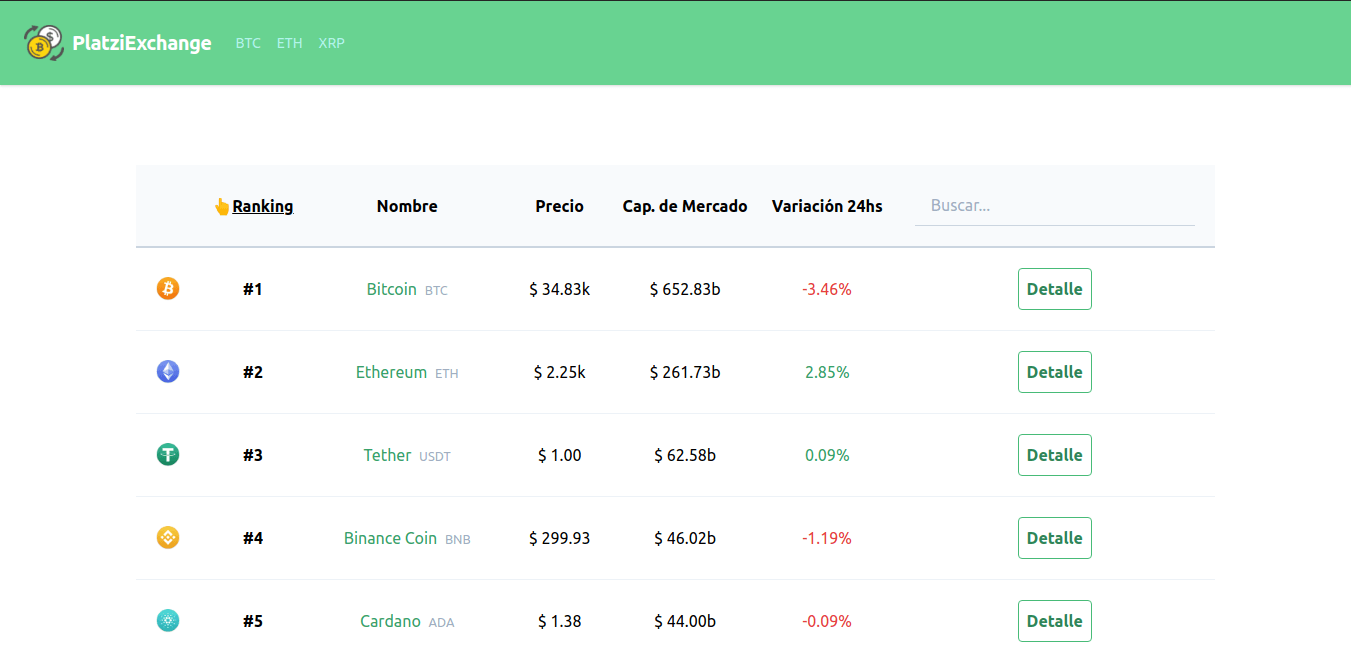 PlatziExchange BTC ETH XRP
👆Ranking Nombre Precio Cap. de Mercado Variación 24hs Buscar...
#1 Bitcoin BTC $ 34.83k $ 652.83b -3.46% Detalle
#2 Ethereum ETH $ 2.25k $ 261.73b 2.85% Detalle
#3 Tether USDT $ 1.00 $ 62.58b 0.09% Detalle
#4 Binance Coin BNB $ 299.93 $ 46.02b -1.19% Detalle
#5 Cardano ADA $ 1.38 $ 44.00b -0.09% Detalle